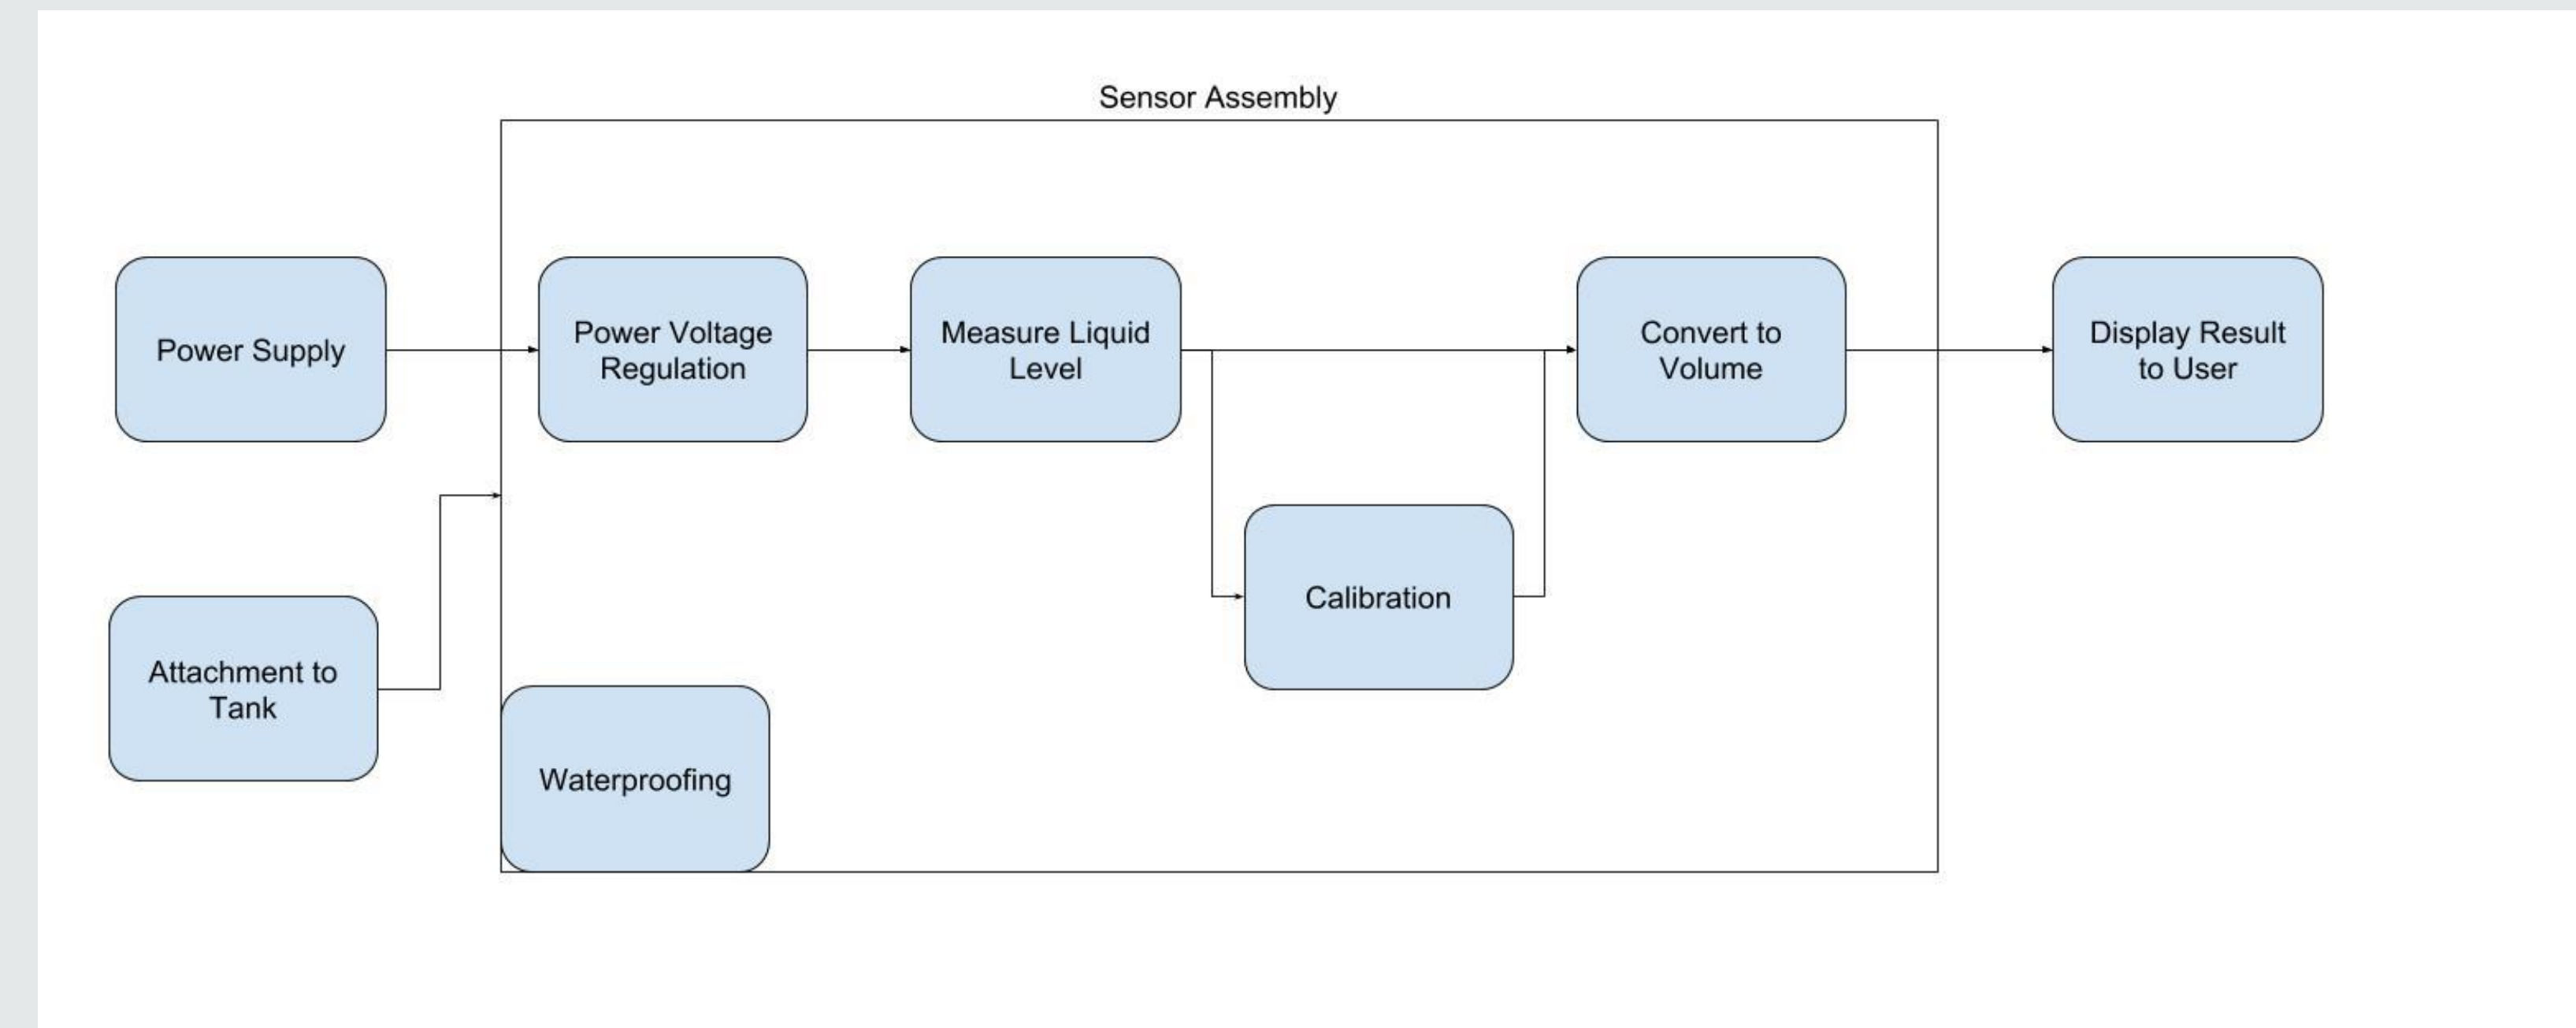 Sensor Assembly
Power Supply
Power Voltage
Regulation
Measure Liquid
Level
Convert to
Volume
Display Result
to User
Calibration
Attachment to
Tank
Waterproofing